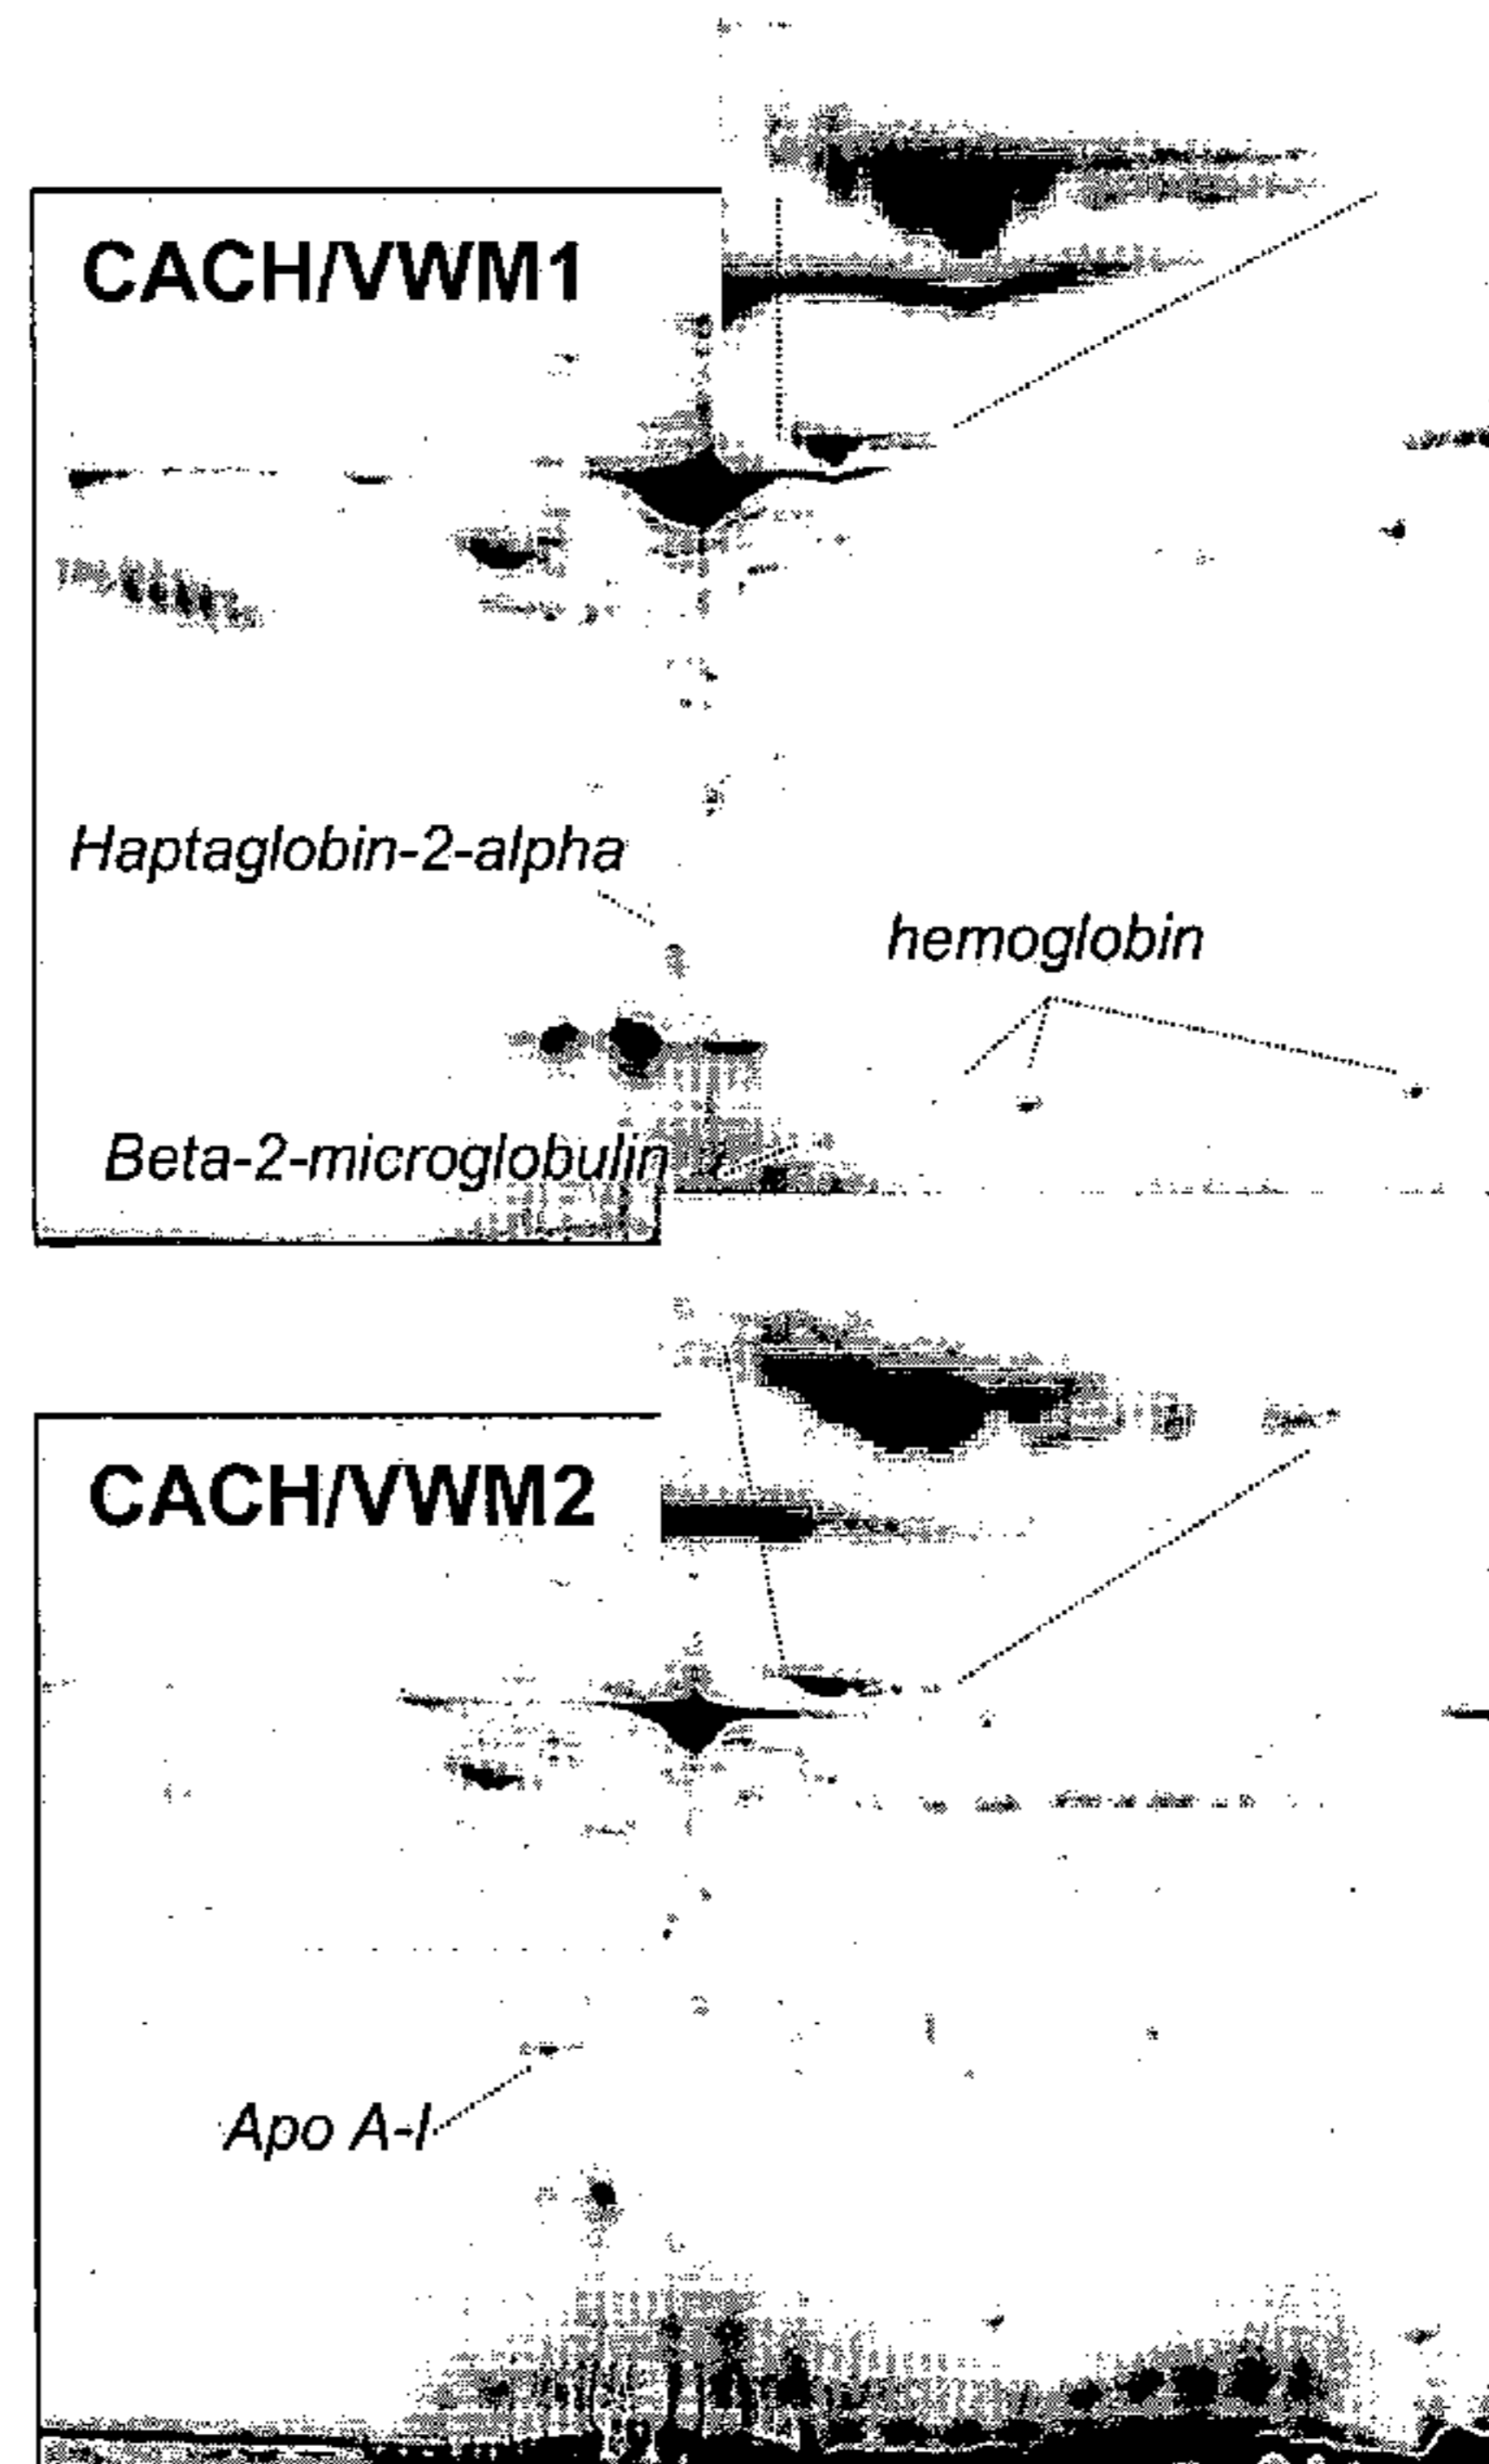 CACH/VWM1
Haptaglobin-2-alpha
hemoglobin
Beta-2-microglobulin
CACH/VWM2
Apo A-I